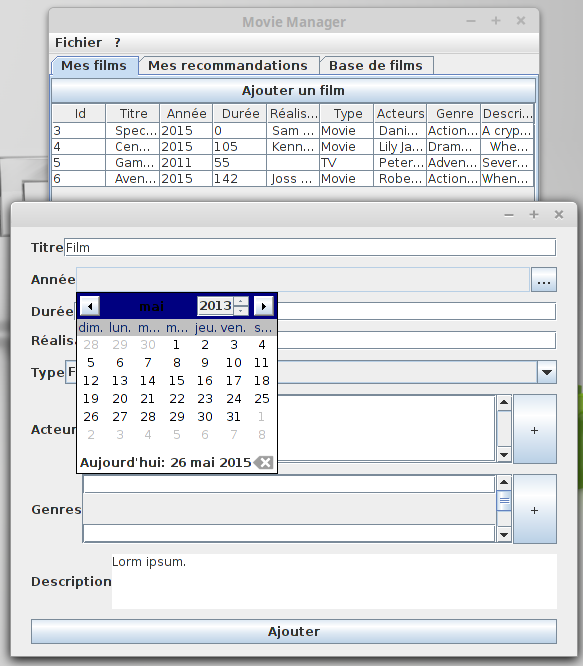 Movie Manager
Fichier ?
Mes films Mes recommandations Base de films
Ajouter un film
Id Titre Année Durée Réalis... Type Acteurs Genre Descri...
3 Spec... 2015 0 Sam ... Movie Dani... Action... A cryp...
4 Cen... 2015 105 Kenn... Movie Lily Ja... Dram... Whe...
5 Gam... 2011 55 TV Peter... Adven... Sever...
6 Aven... 2015 142 Joss ... Movie Robe... Action... When...
Titre Film
Année ...
mai 2013
Durée
dim. lun. m... m... jeu. ven. s...
28 29 30 1 2 3 4
Réalis
5 6 7 8 9 10 11
Type F
12 13 14 15 16 17 18
19 20 21 22 23 24 25
26 27 28 29 30 31 1
Acteur +
2 3 4 5 6 7 8
Aujourd'hui: 26 mai 2015
Genres +
Description Lorm ipsum.
Ajouter